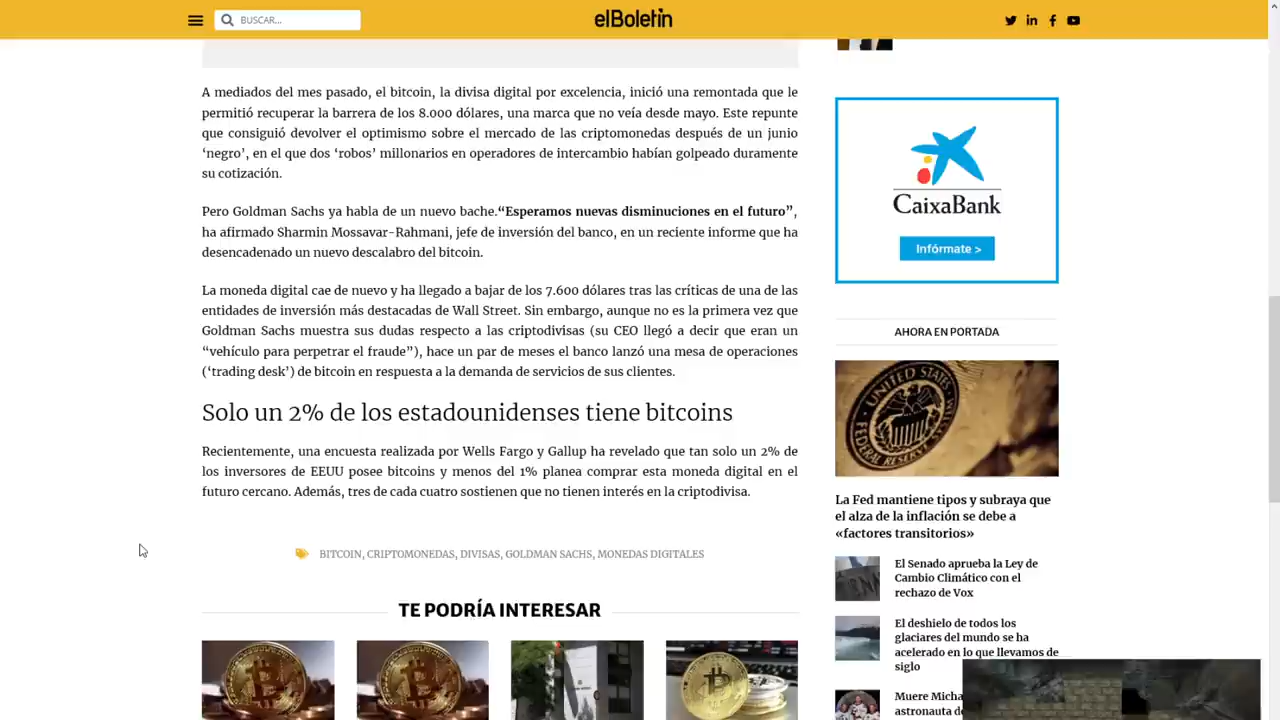 BUSCAR...
elBoletín
A mediados del mes pasado, el bitcoin, la divisa digital por excelencia, inició una remontada que le
permitió recuperar la barrera de los 8.000 dólares, una marca que no veía desde mayo. Este repunte
que consiguió devolver el optimismo sobre el mercado de las criptomonedas después de un junio
‘negro’, en el que dos ‘robos’ millonarios en operadores de intercambio habían golpeado duramente
su cotización.
Pero Goldman Sachs ya habla de un nuevo bache.“Esperamos nuevas disminuciones en el futuro”,
ha afirmado Sharmin Mossavar-Rahmani, jefe de inversión del banco, en un reciente informe que ha
desencadenado un nuevo descalabro del bitcoin.
La moneda digital cae de nuevo y ha llegado a bajar de los 7.600 dólares tras las críticas de una de las
entidades de inversión más destacadas de Wall Street. Sin embargo, aunque no es la primera vez que
Goldman Sachs muestra sus dudas respecto a las criptodivisas (su CEO llegó a decir que eran un
“vehículo para perpetrar el fraude”), hace un par de meses el banco lanzó una mesa de operaciones
(‘trading desk’) de bitcoin en respuesta a la demanda de servicios de sus clientes.
Solo un 2% de los estadounidenses tiene bitcoins
Recientemente, una encuesta realizada por Wells Fargo y Gallup ha revelado que tan solo un 2% de
los inversores de EEUU posee bitcoins y menos del 1% planea comprar esta moneda digital en el
futuro cercano. Además, tres de cada cuatro sostienen que no tienen interés en la criptodivisa.
BITCOIN, CRIPTOMONEDAS, DIVISAS, GOLDMAN SACHS, MONEDAS DIGITALES
TE PODRÍA INTERESAR
CaixaBank
Infórmate >
AHORA EN PORTADA
UNITED STATES
FEDERAL RESERVE
La Fed mantiene tipos y subraya que
el alza de la inflación se debe a
«factores transitorios»
El Senado aprueba la Ley de
Cambio Climático con el
rechazo de Vox
El deshielo de todos los
glaciares del mundo se ha
acelerado en lo que llevamos de
siglo
Muere Micha
astronauta de